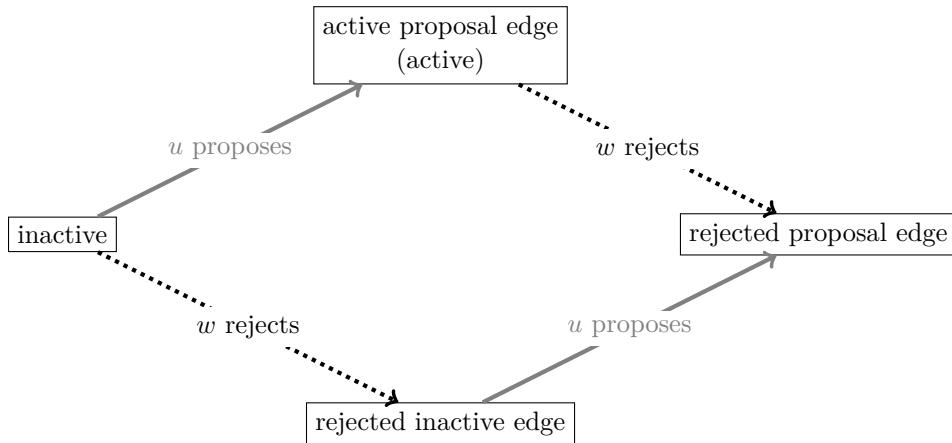 active proposal edge
(active)
u proposes
w rejects
inactive
rejected proposal edge
w rejects
u proposes
rejected inactive edge